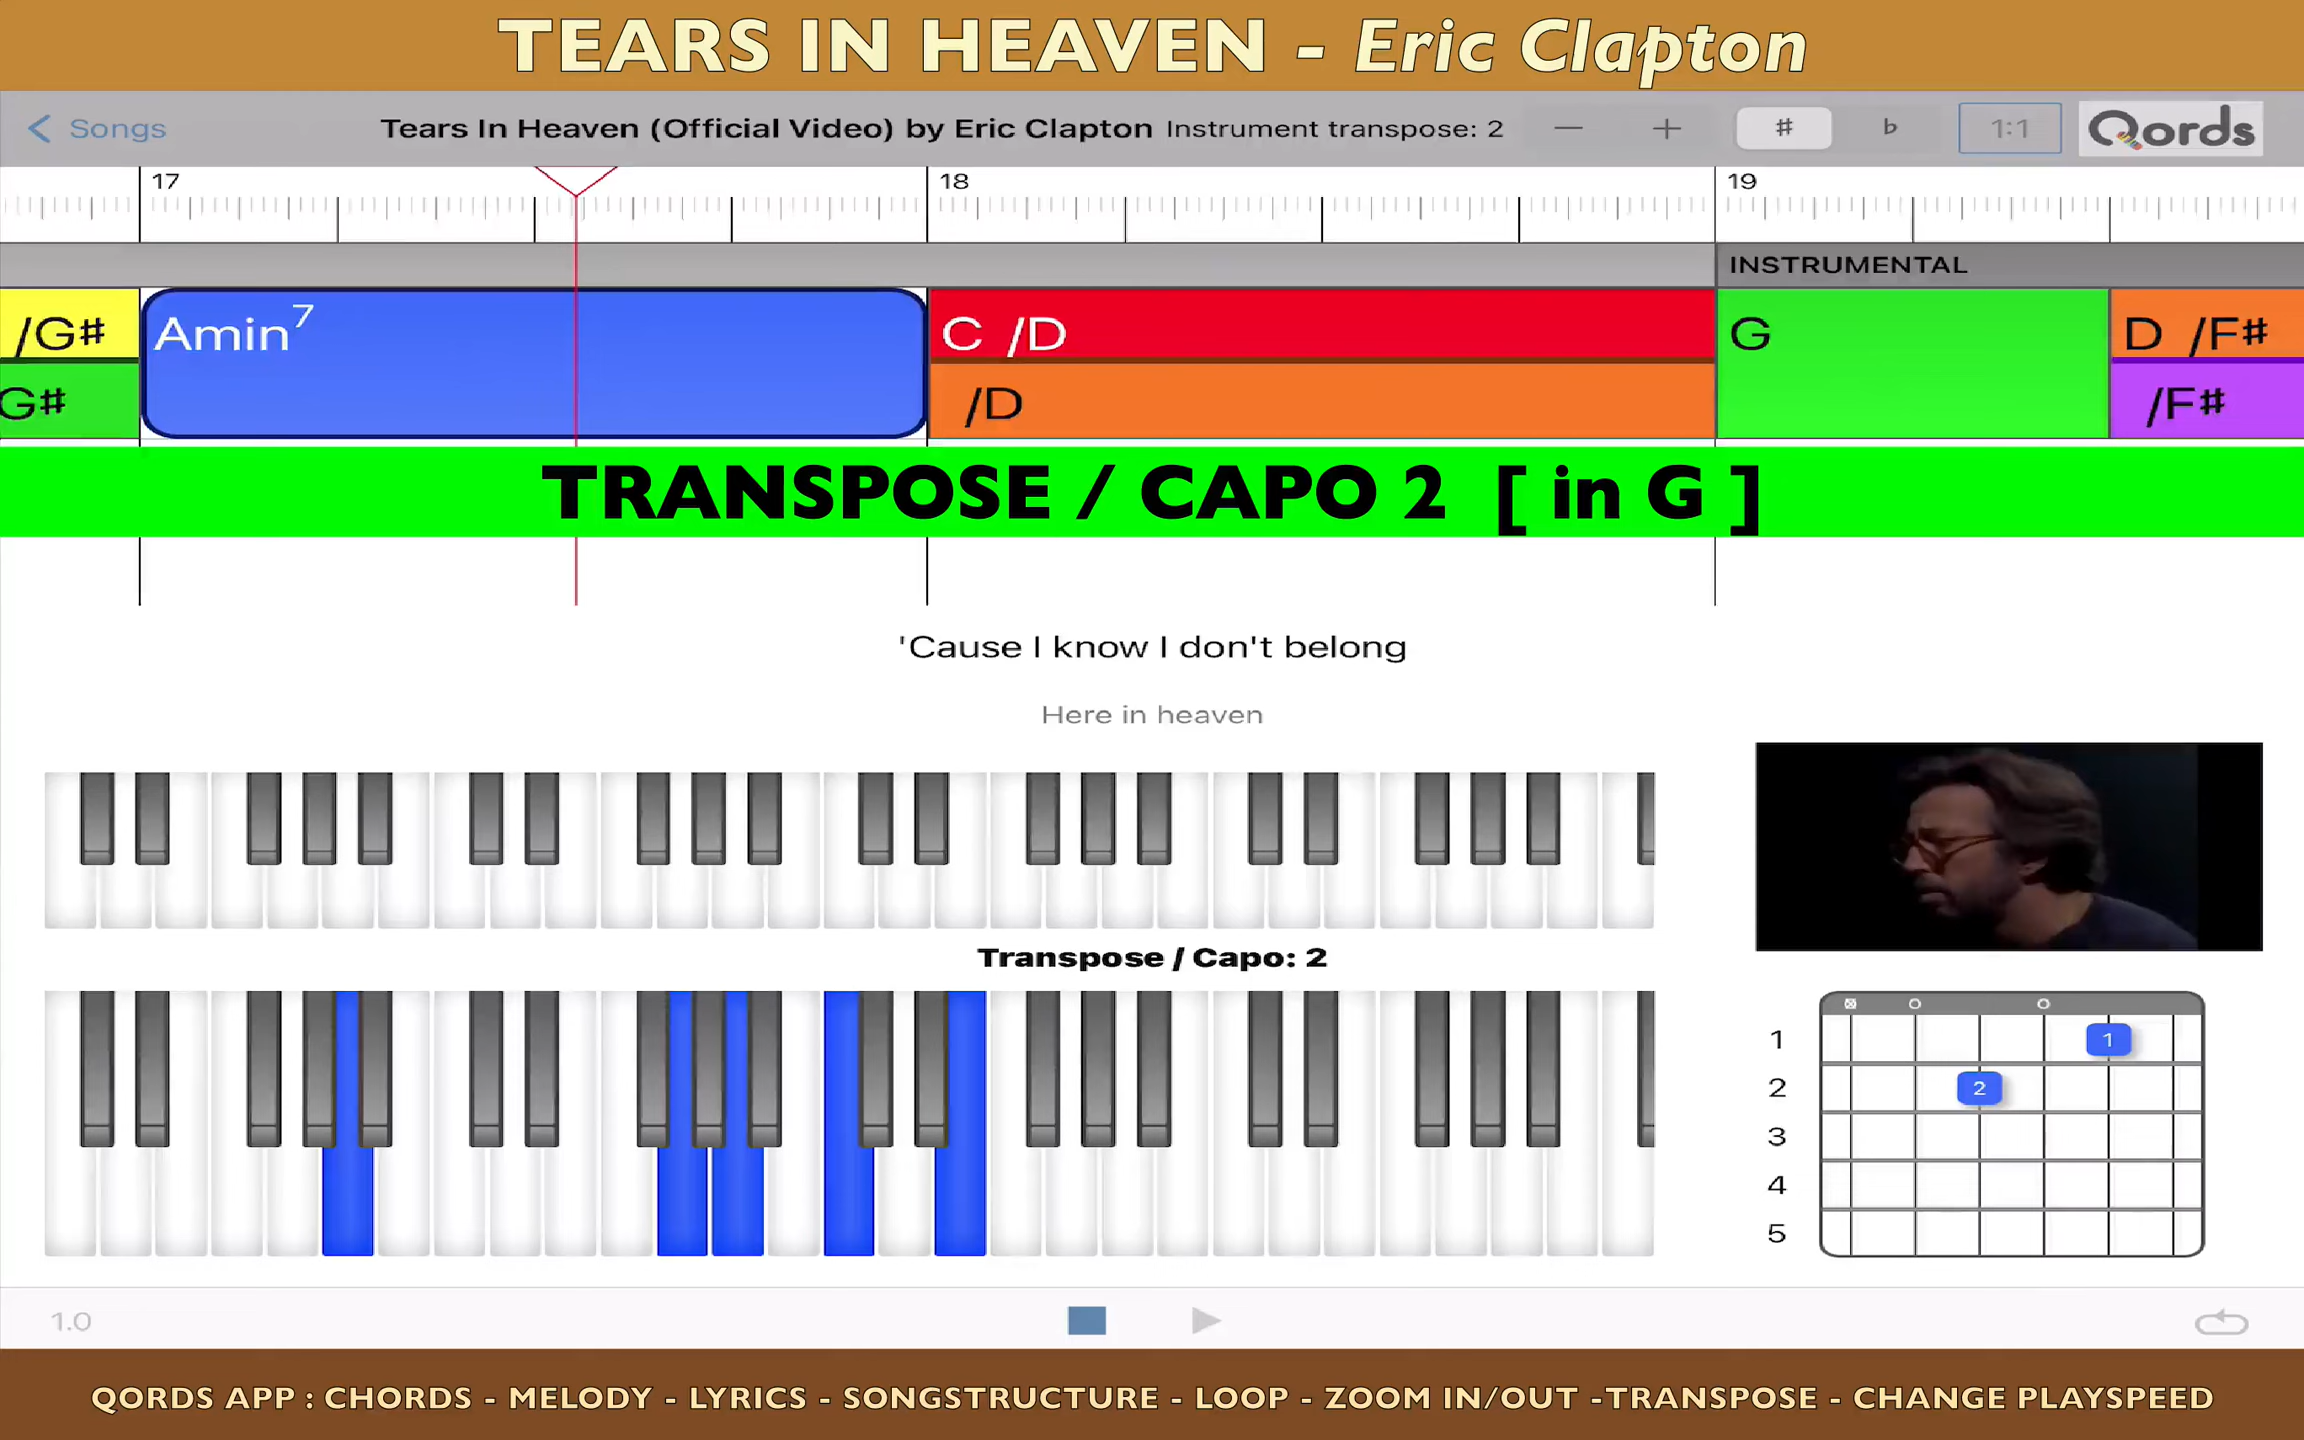 TEARS IN HEAVEN - Eric Clapton
Songs
Tears In Heaven (Official Video) by Eric Clapton Instrument transpose: 2 — + # b 1:1 Qords
17 18 19
INSTRUMENTAL
/G# Amin7 C /D G D /F#
G# /D /F#
TRANSPOSE / CAPO 2 [ in G ]
'Cause I know I don't belong
Here in heaven
Transpose / Capo: 2
1 1
2 2
3
4
5
1.0
QORDS APP : CHORDS - MELODY - LYRICS - SONGSTRUCTURE - LOOP - ZOOM IN/OUT -TRANSPOSE - CHANGE PLAYSPEED